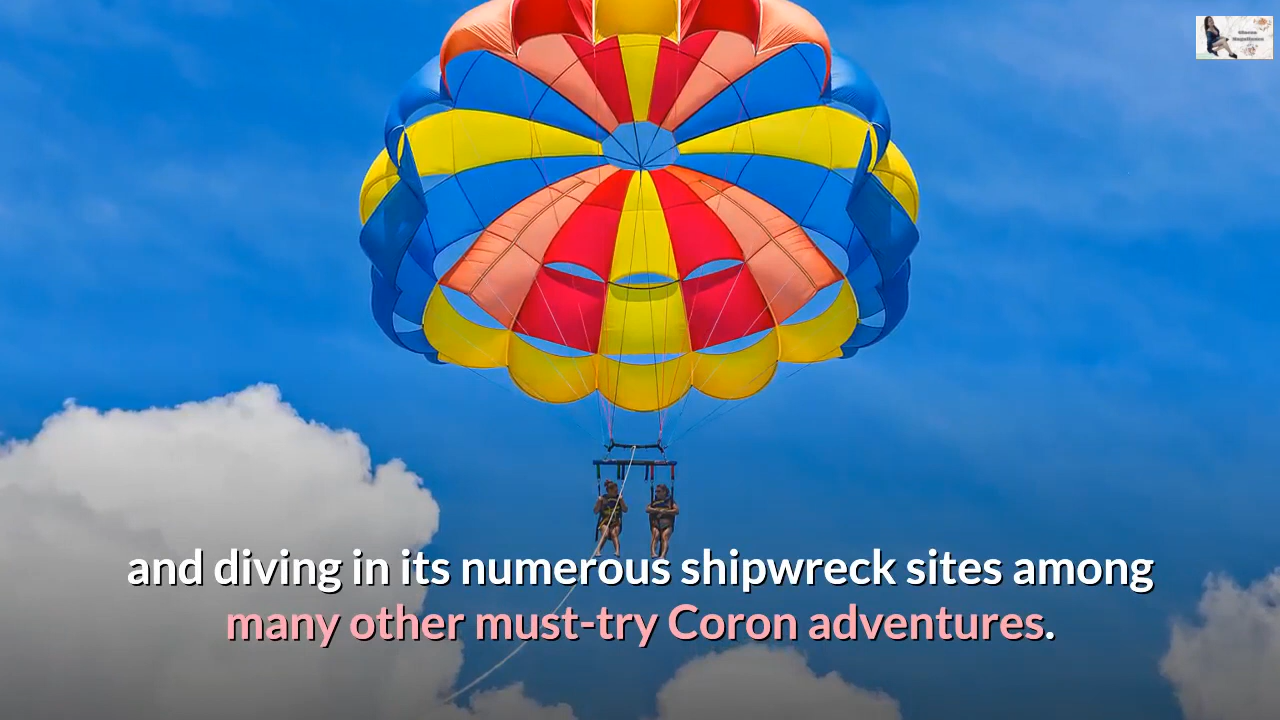 and diving in its numerous shipwreck sites among
many other must-try Coron adventures.